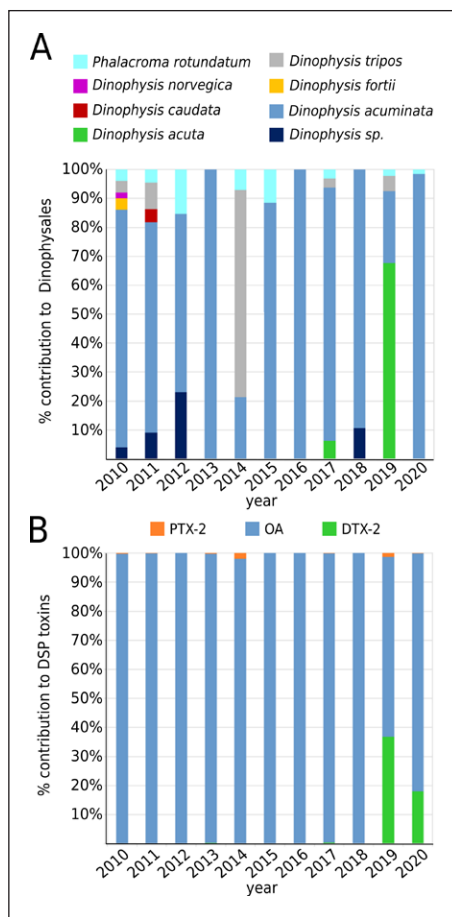 A
Phalacroma rotundatum Dinophysis tripos
Dinophysis norvegica Dinophysis fortii
Dinophysis caudata Dinophysis acuminata
Dinophysis acuta Dinophysis sp.
% contribution to Dinophysales
100%
90%
80%
70%
60%
50%
40%
30%
20%
10%
2010 2011 2012 2013 2014 2015 2016 2017 2018 2019 2020
year
B
PTX-2 OA DTX-2
% contribution to DSP toxins
100%
90%
80%
70%
60%
50%
40%
30%
20%
10%
2010 2011 2012 2013 2014 2015 2016 2017 2018 2019 2020
year